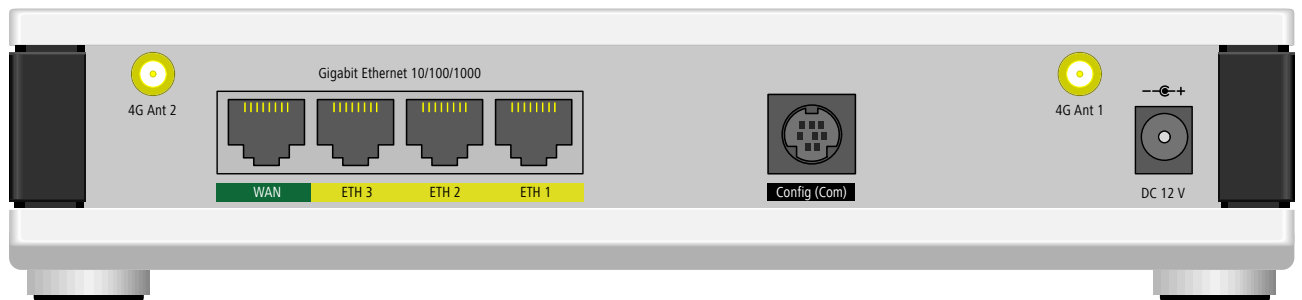 Gigabit Ethernet 10/100/1000
4G Ant 2
4G Ant 1
WAN ETH 3 ETH 2 ETH 1
Config (Com)
DC 12 V